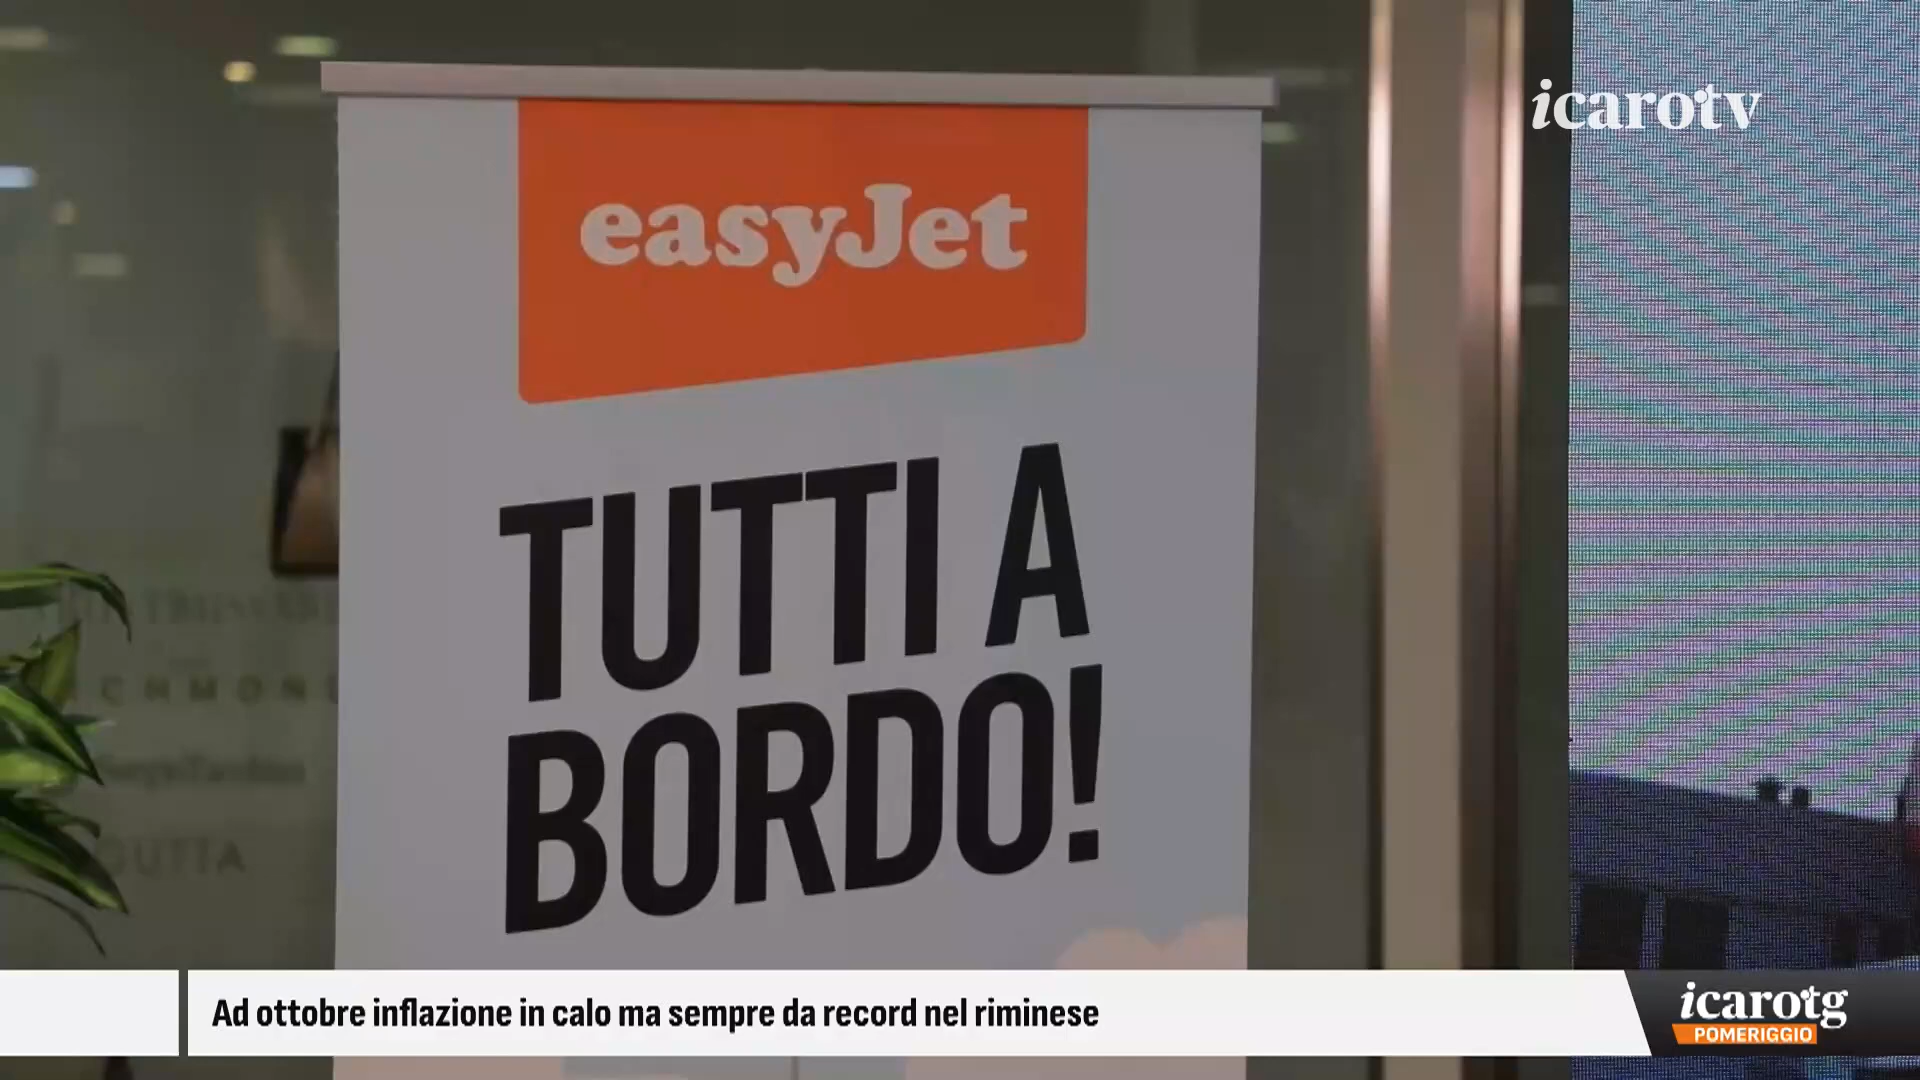 icarotv
easyJet
TUTTI A
BORDO!
Ad ottobre inflazione in calo ma sempre da record nel riminese
icarotg
POMERIGGIO